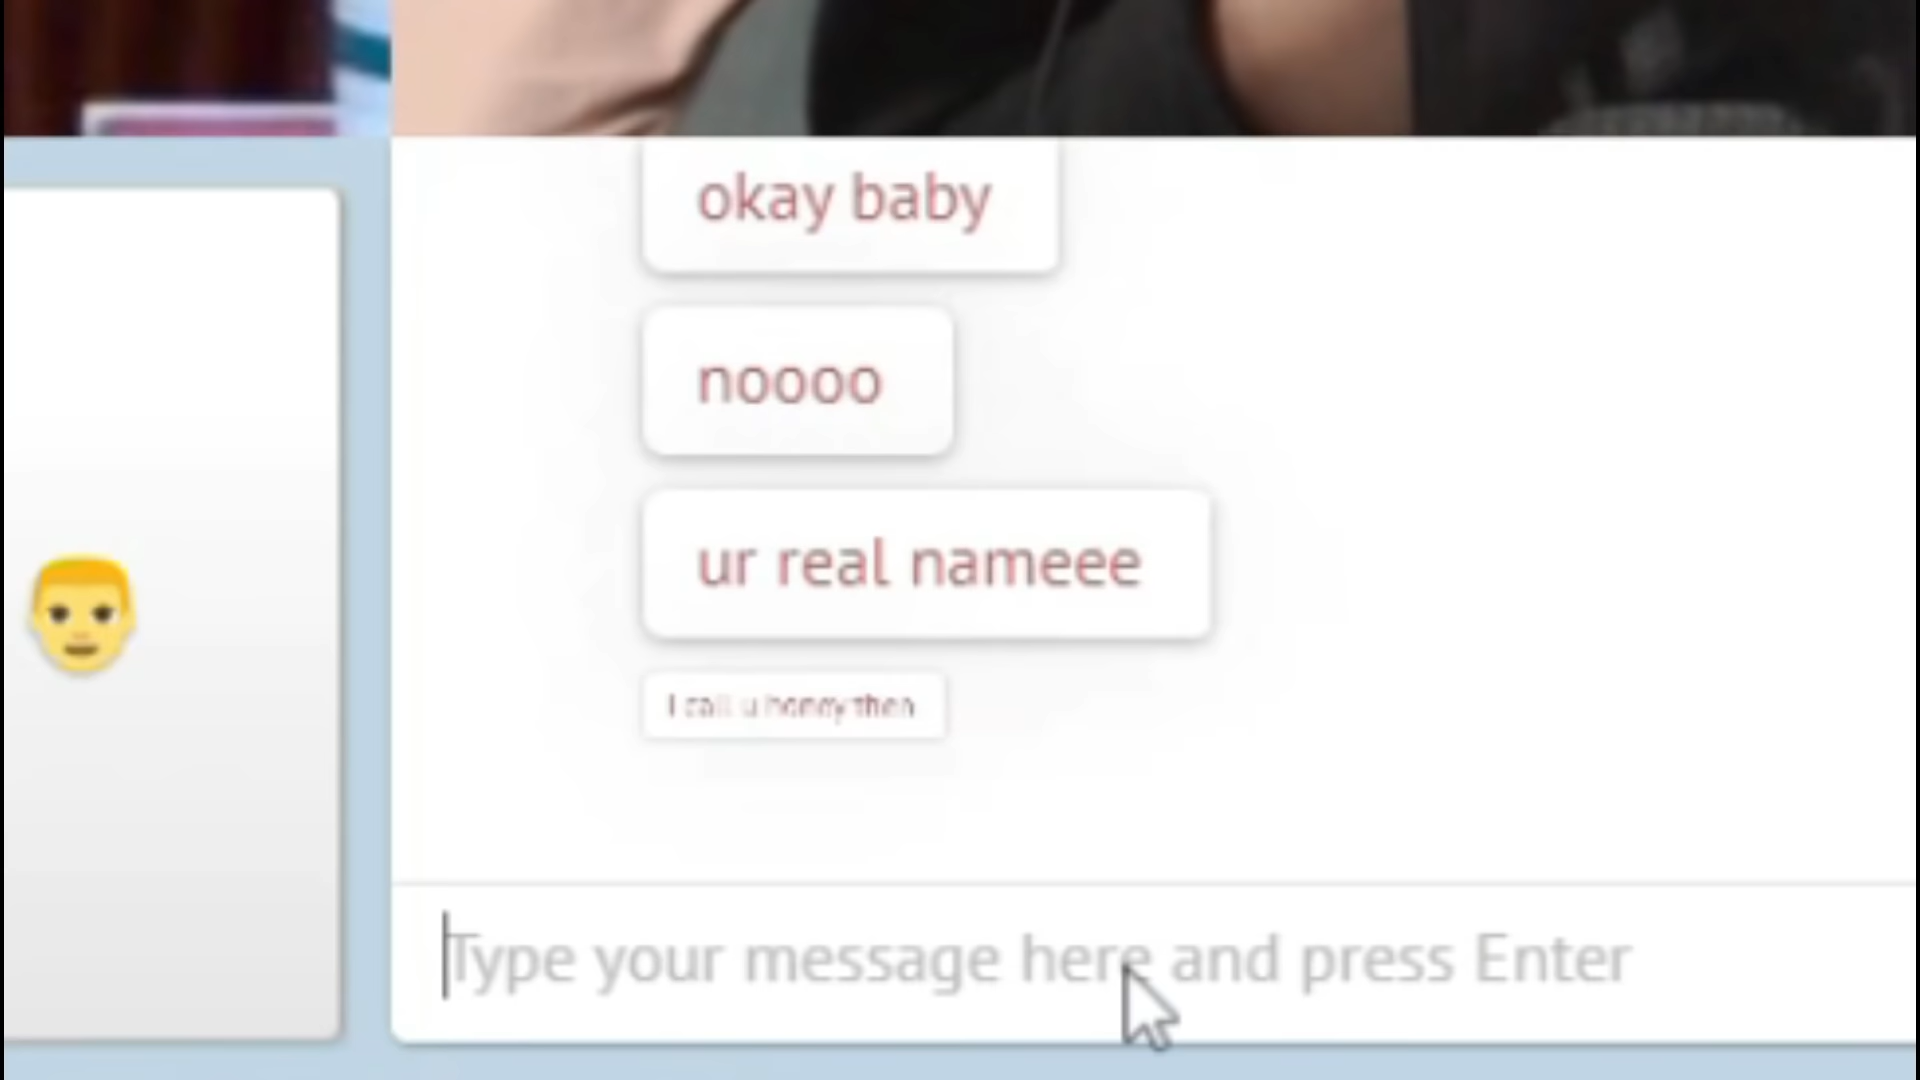 okay baby
noooo
ur real nameee
I call u honey then
Type your message here and press Enter